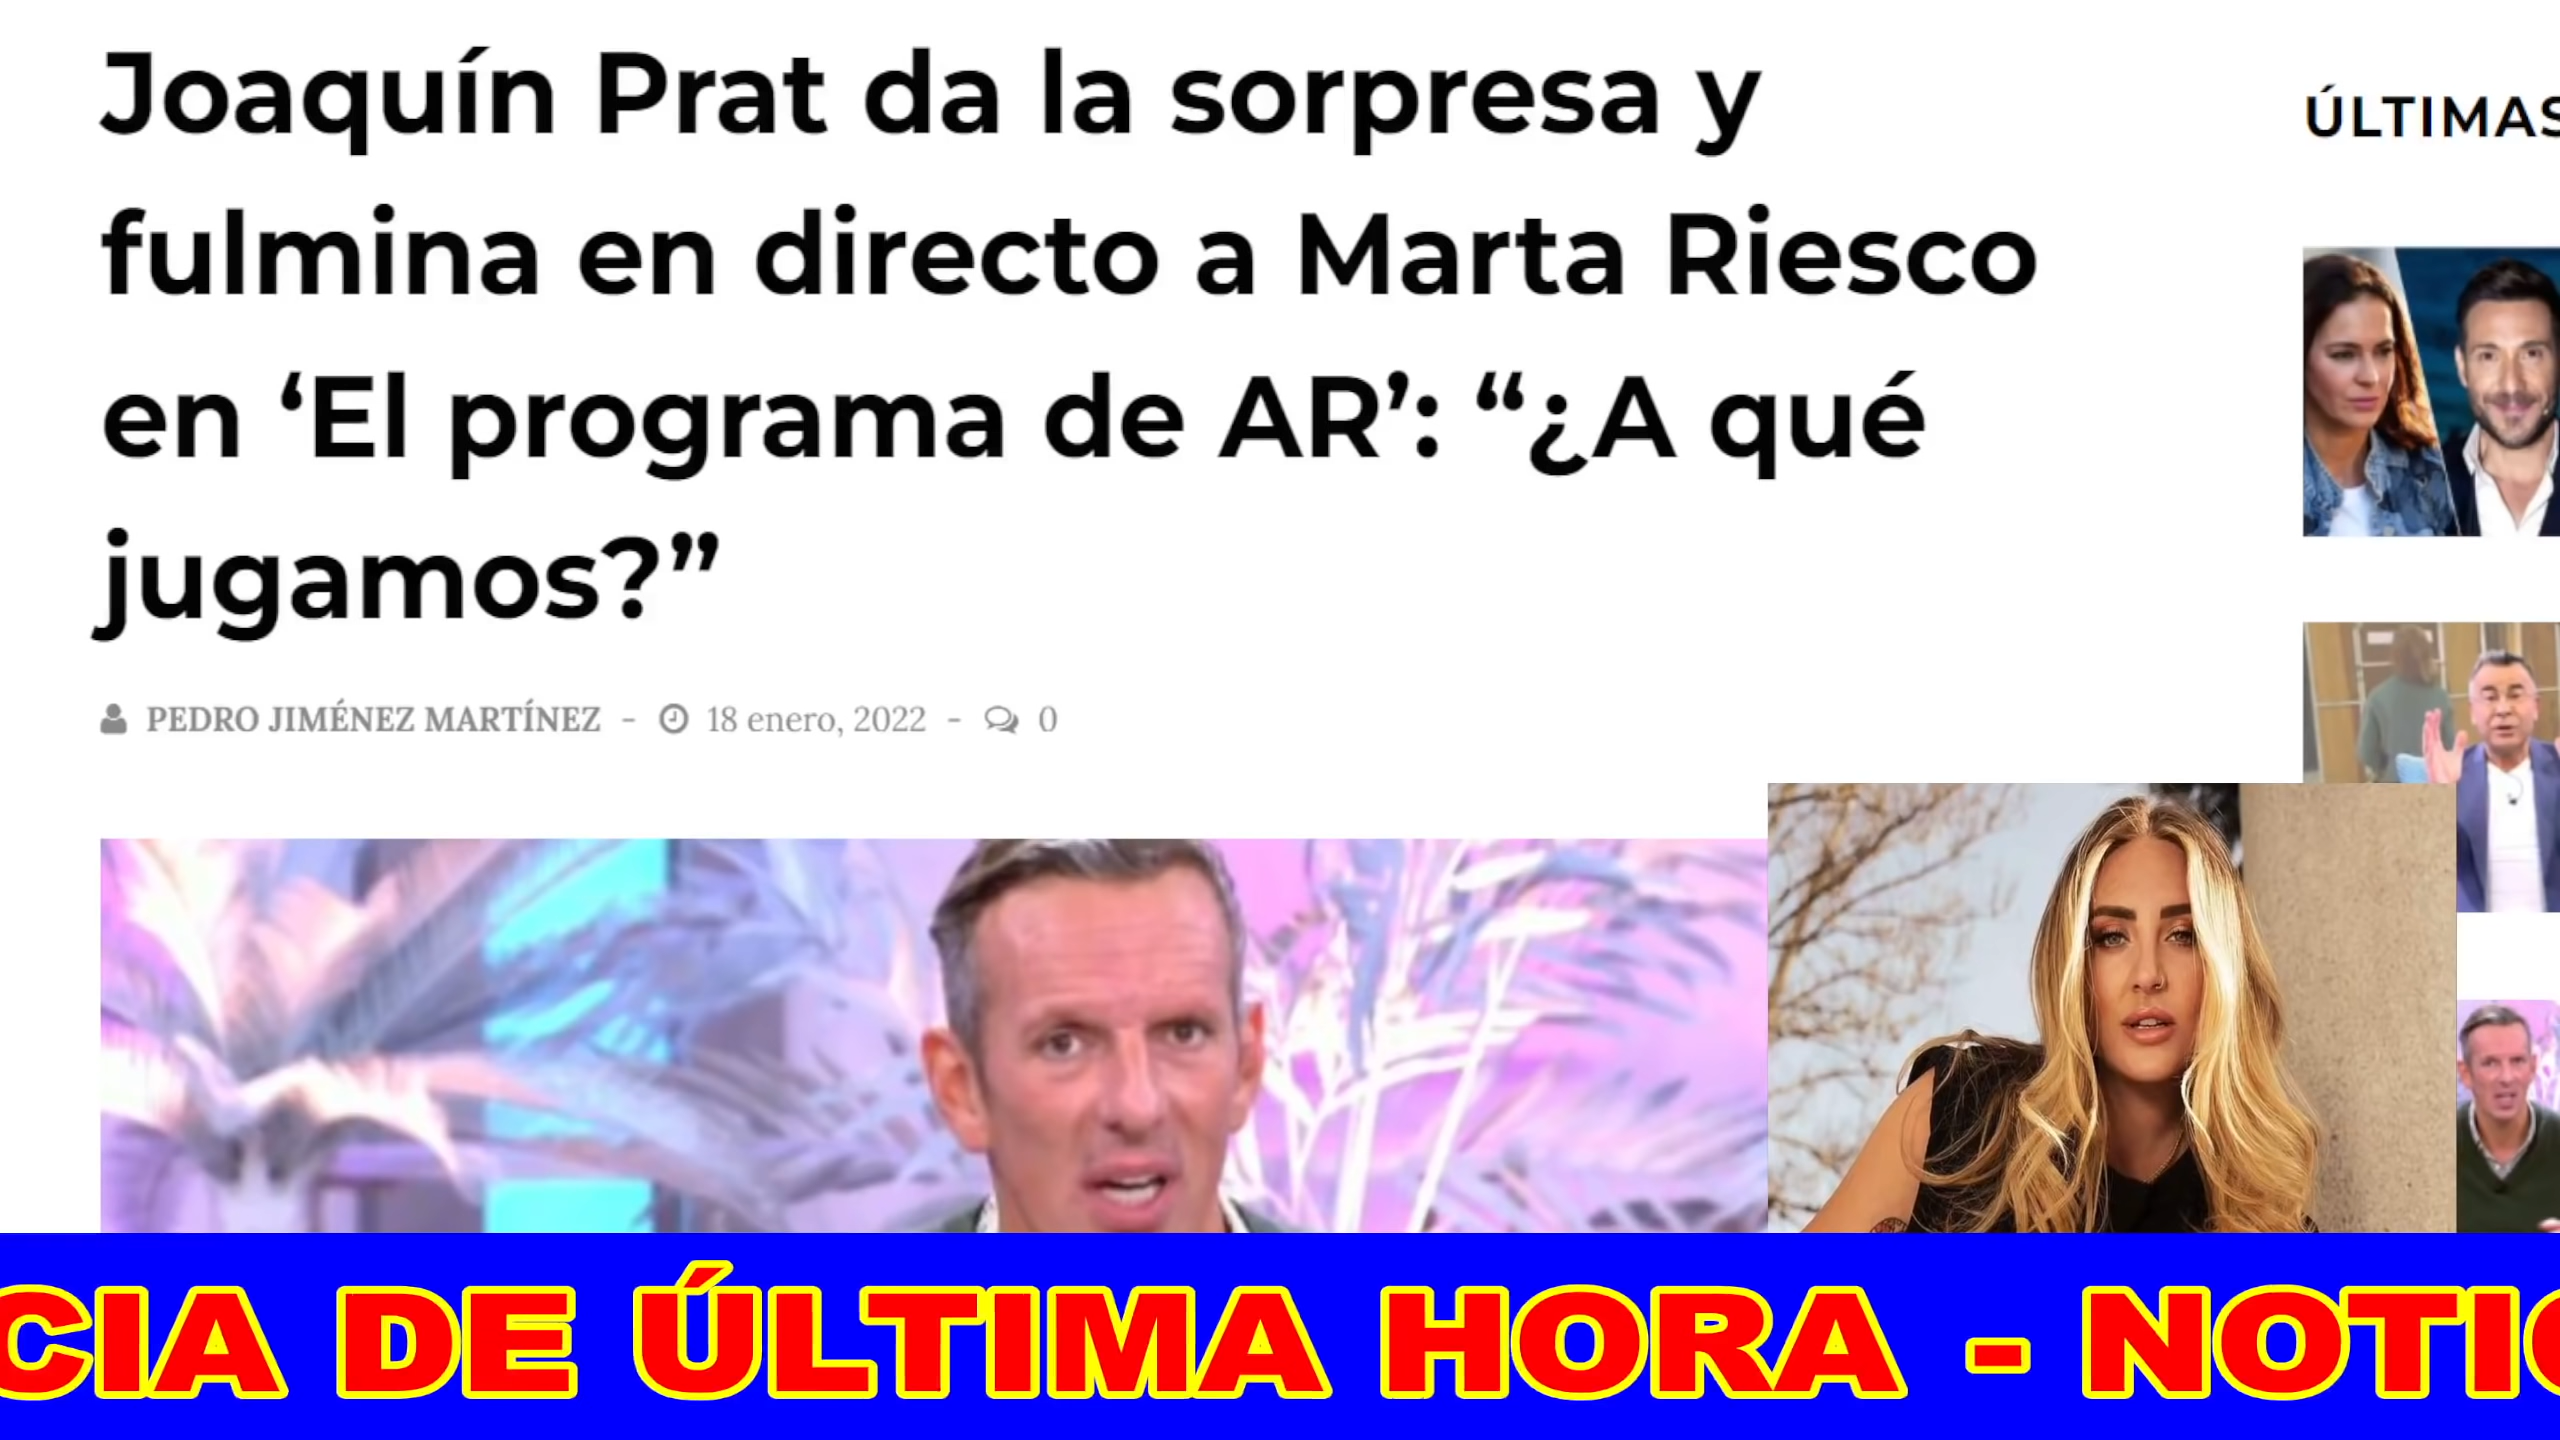 Joaquín Prat da la sorpresa y
fulmina en directo a Marta Riesco
en ‘El programa de AR’: “¿A qué
jugamos?”
PEDRO JIMÉNEZ MARTÍNEZ - 18 enero, 2022 - 0
ÚLTIMAS
CIA DE ÚLTIMA HORA - NOTIC